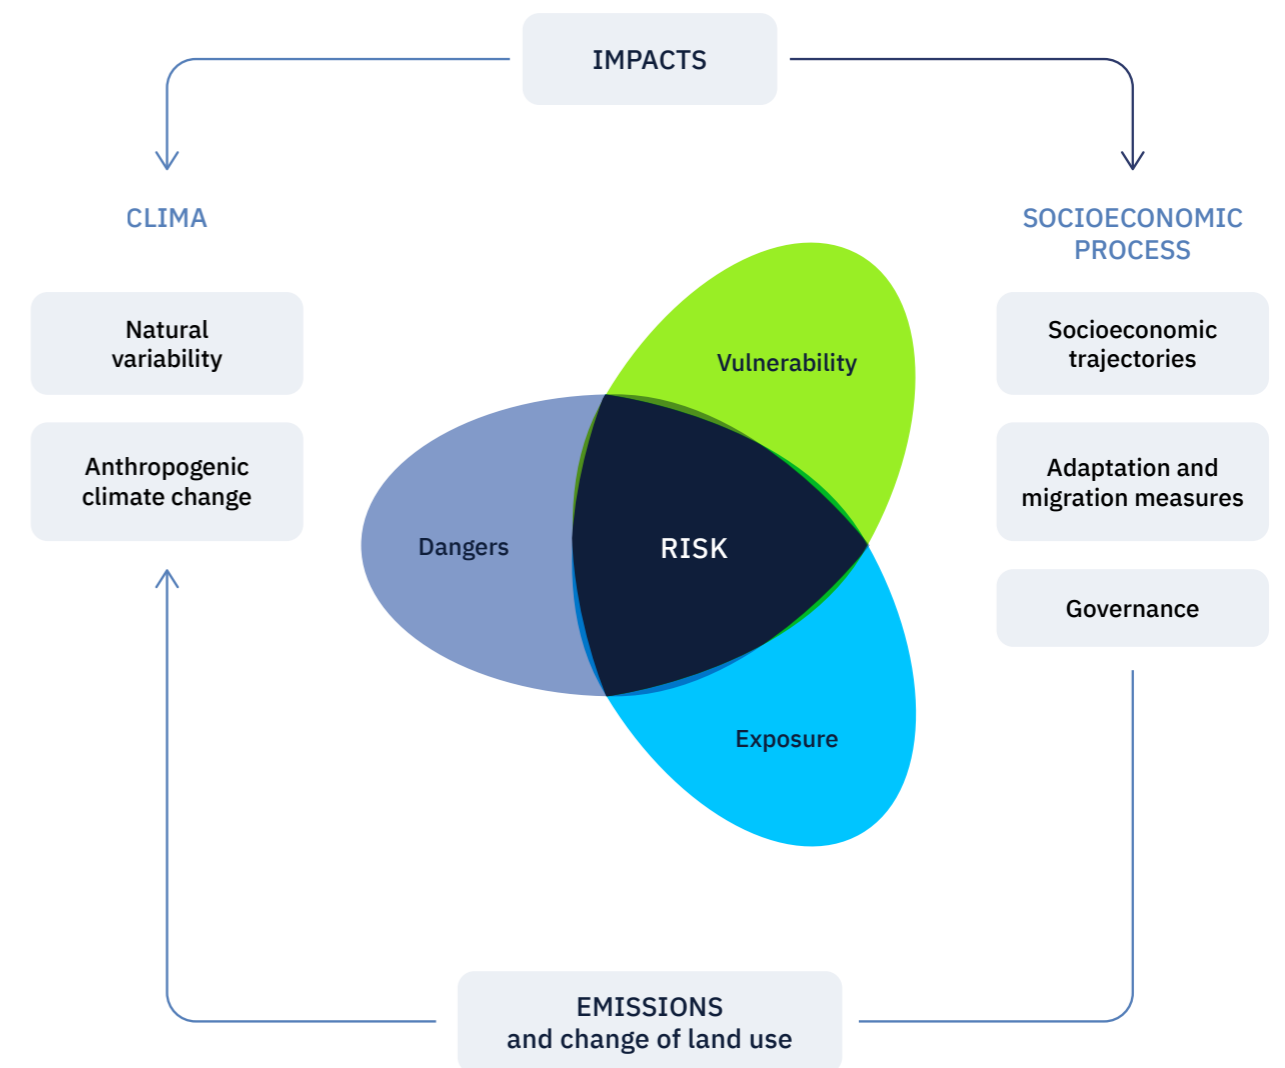 IMPACTS
CLIMA
SOCIOECONOMIC
PROCESS
Natural
variability
Anthropogenic
climate change
Vulnerability
Dangers
RISK
Exposure
Socioeconomic
trajectories
Adaptation and
migration measures
Governance
EMISSIONS
and change of land use